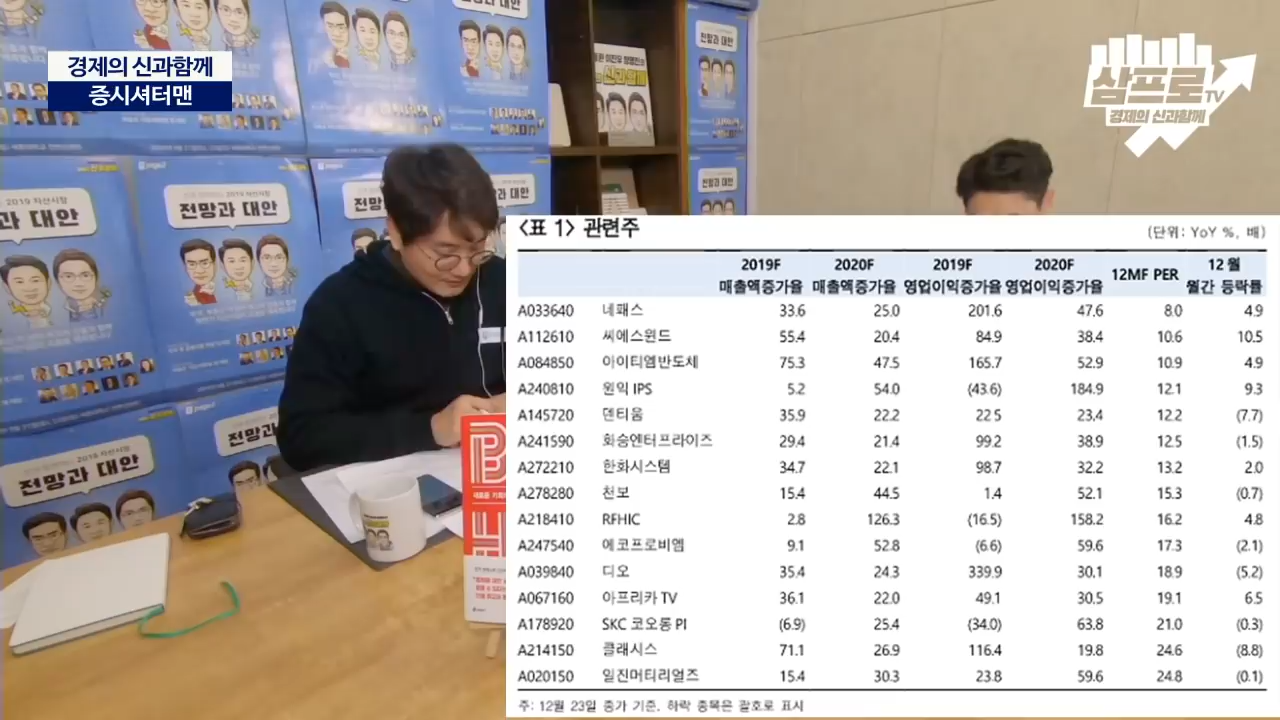 경제의 신과함께
증시셔터맨
삼프로TV
경제의 신과함께
전망과 대안
전망과 대안
전망과 대안
2019 자산시장
전망과 대안
전망과 대안
신과함께
<표 1> 관련주
(단위: YoY %, 배)
2019F 2020F 2019F 2020F 12MF PER 12월
매출액증가율 매출액증가율 영업이익증가율 영업이익증가율 월간 등락률
A033640 네패스 33.6 25.0 201.6 47.6 8.0 4.9
A112610 씨에스윈드 55.4 20.4 84.9 38.4 10.6 10.5
A084850 아이티엠반도체 75.3 47.5 165.7 52.9 10.9 4.9
A240810 원익 IPS 5.2 54.0 (43.6) 184.9 12.1 9.3
A145720 덴티움 35.9 22.2 22.5 23.4 12.2 (7.7)
A241590 화승엔터프라이즈 29.4 21.4 99.2 38.9 12.5 (1.5)
A272210 한화시스템 34.7 22.1 98.7 32.2 13.2 2.0
A278280 천보 15.4 44.5 1.4 52.1 15.3 (0.7)
A218410 RFHIC 2.8 126.3 (16.5) 158.2 16.2 4.8
A247540 에코프로비엠 9.1 52.8 (6.6) 59.6 17.3 (2.1)
A039840 디오 35.4 24.3 339.9 30.1 18.9 (5.2)
A067160 아프리카 TV 36.1 22.0 49.1 30.5 19.1 6.5
A178920 SKC 코오롱 PI (6.9) 25.4 (34.0) 63.8 21.0 (0.3)
A214150 클래시스 71.1 26.9 116.4 19.8 24.6 (8.8)
A020150 일진머티리얼즈 15.4 30.3 23.8 59.6 24.8 (0.1)
주: 12월 23일 종가 기준, 하락 종목은 괄호로 표시